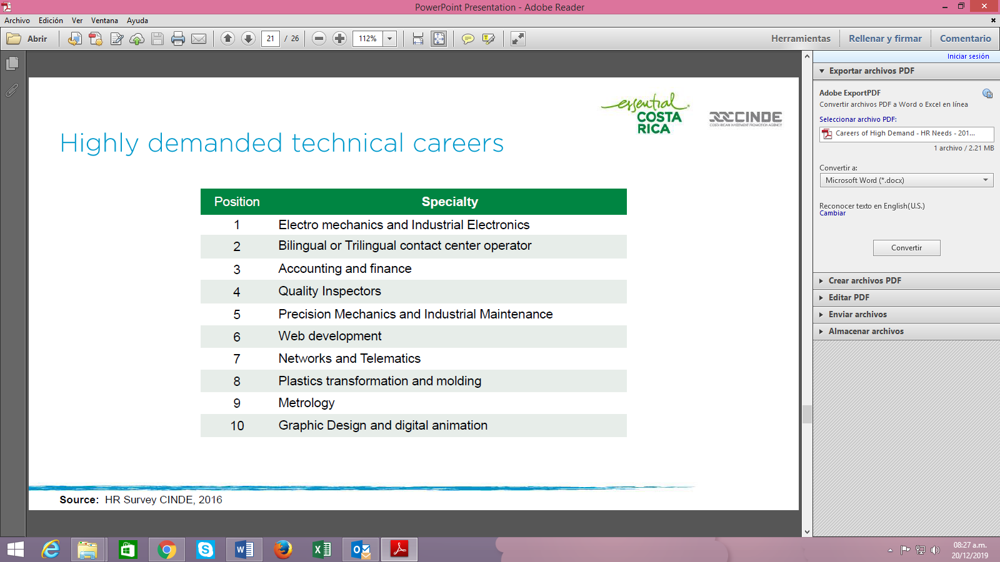 PowerPoint Presentation - Adobe Reader
Archivo Edición Ver Ventana Ayuda
Abrir 21 / 26 112% Herramientas Rellenar y firmar Comentario
Iniciar sesión
Exportar archivos PDF
Adobe ExportPDF
Convertir archivos PDF a Word o Excel en línea
Seleccionar archivo PDF:
Careers of High Demand - HR Needs - 201...
1 archivo / 2.21 MB
Convertir a:
Microsoft Word (*.docx)
Reconocer texto en English(U.S.)
Cambiar
Convertir
Crear archivos PDF
Editar PDF
Enviar archivos
Almacenar archivos
essential
COSTA
RICA
CINDE
COSTA RICAN INVESTMENT PROMOTION AGENCY
Highly demanded technical careers
Position Specialty
1 Electro mechanics and Industrial Electronics
2 Bilingual or Trilingual contact center operator
3 Accounting and finance
4 Quality Inspectors
5 Precision Mechanics and Industrial Maintenance
6 Web development
7 Networks and Telematics
8 Plastics transformation and molding
9 Metrology
10 Graphic Design and digital animation
Source: HR Survey CINDE, 2016
08:27 a.m.
20/12/2019